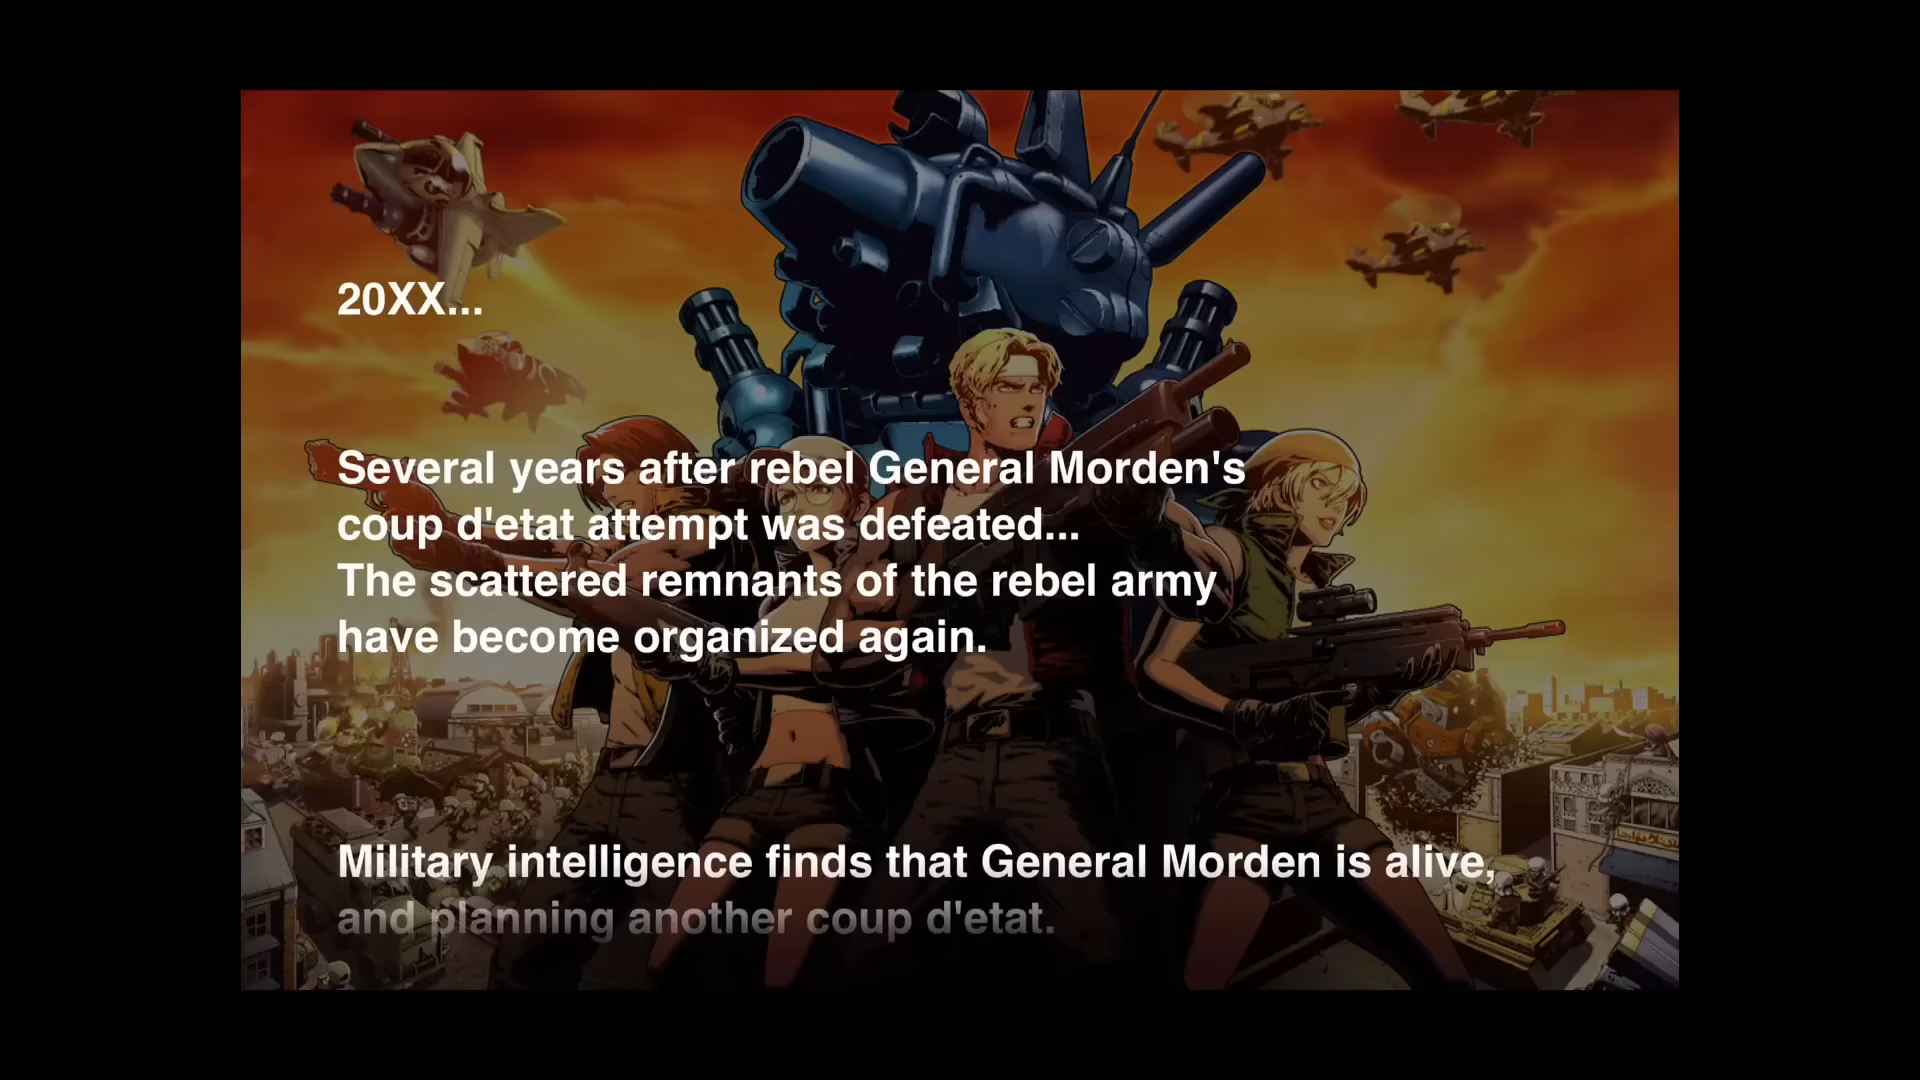 20XX...
Several years after rebel General Morden's
coup d'etat attempt was defeated...
The scattered remnants of the rebel army
have become organized again.
Military intelligence finds that General Morden is alive,
and planning another coup d'etat.